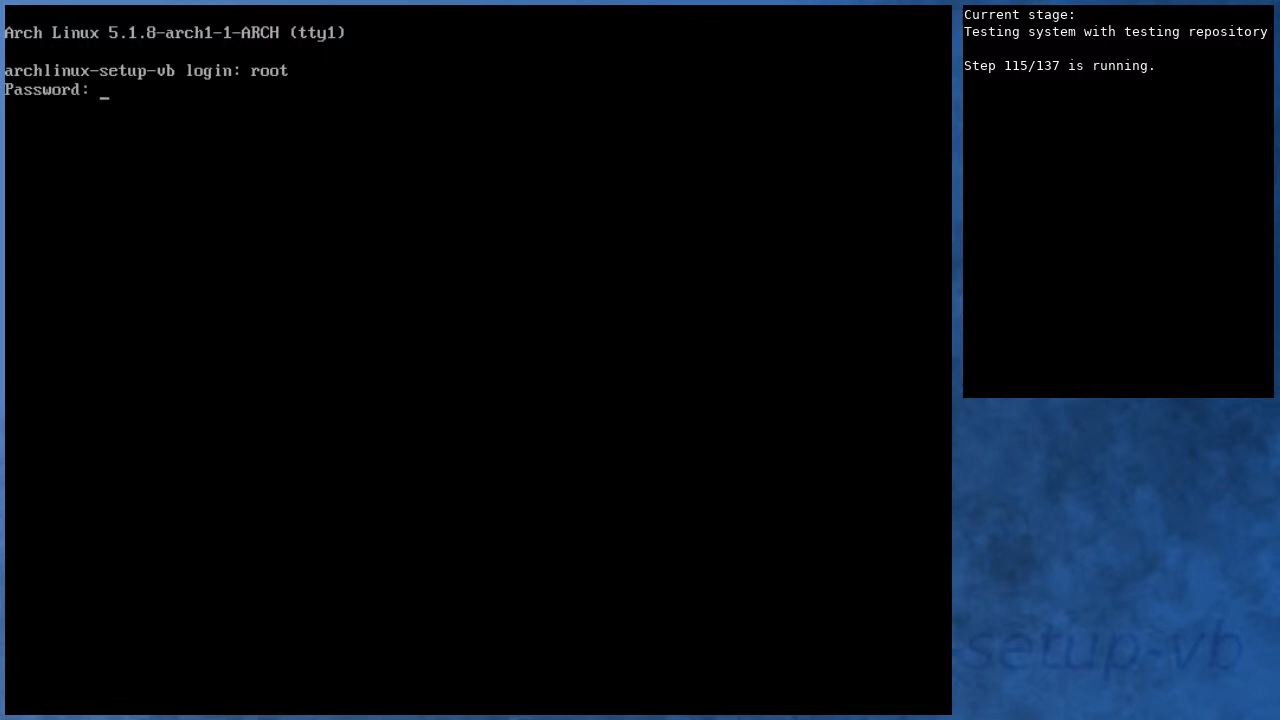 Arch Linux 5.1.8-arch1-1-ARCH (tty1)
archlinux-setup-vb login: root
Password: _
Current stage:
Testing system with testing repository
Step 115/137 is running.
-setup-vb